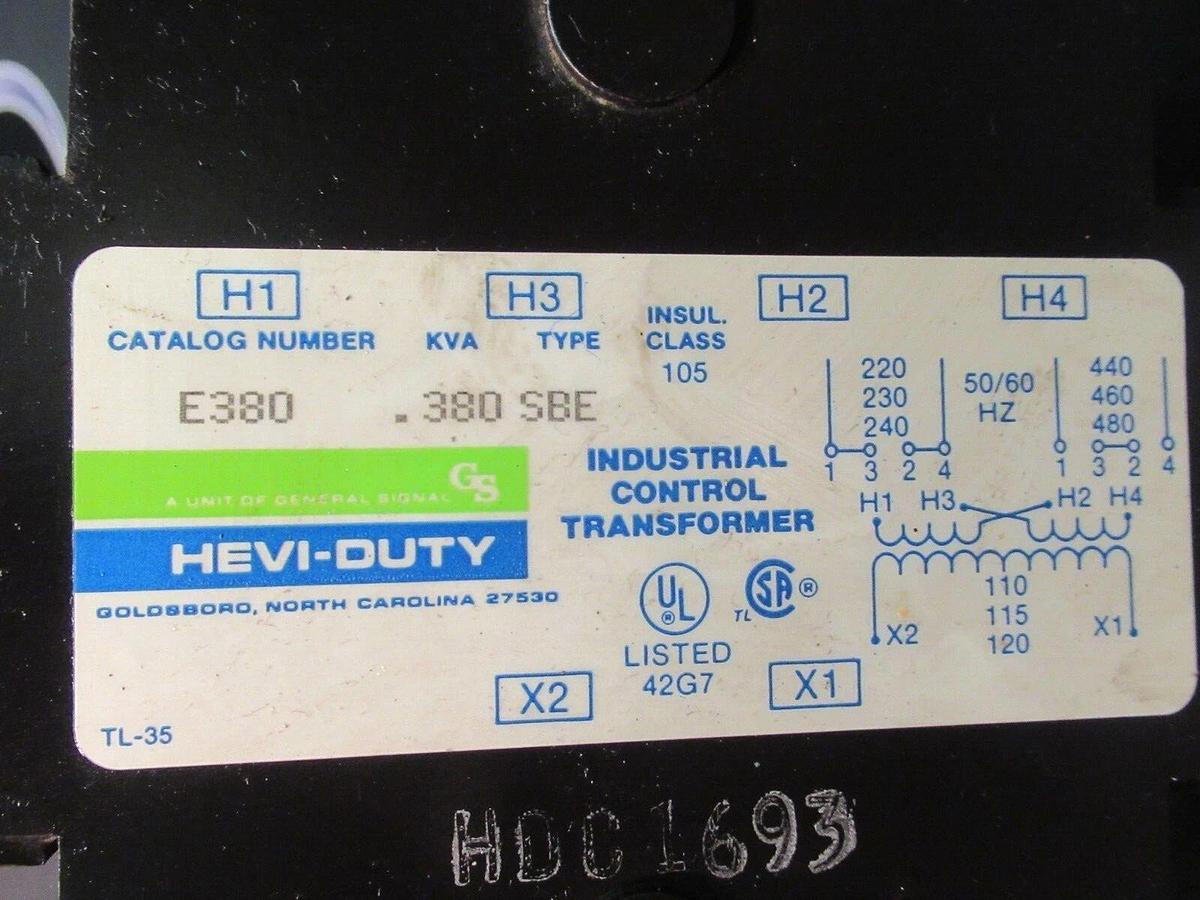 H1 H3 H2 H4
CATALOG NUMBER KVA TYPE INSUL. CLASS
105
E380 .380 SBE
GS
A UNIT OF GENERAL SIGNAL
HEVI-DUTY
GOLDSBORO, NORTH CAROLINA 27530
INDUSTRIAL
CONTROL
TRANSFORMER
UL ®
LISTED
42G7
TL SA ®
220
230
240
1 3 2 4
50/60
HZ
440
460
480
1 3 2 4
H1 H3 H2 H4
110
115
120
X2 X1
X2 X1
TL-35
HDC1693